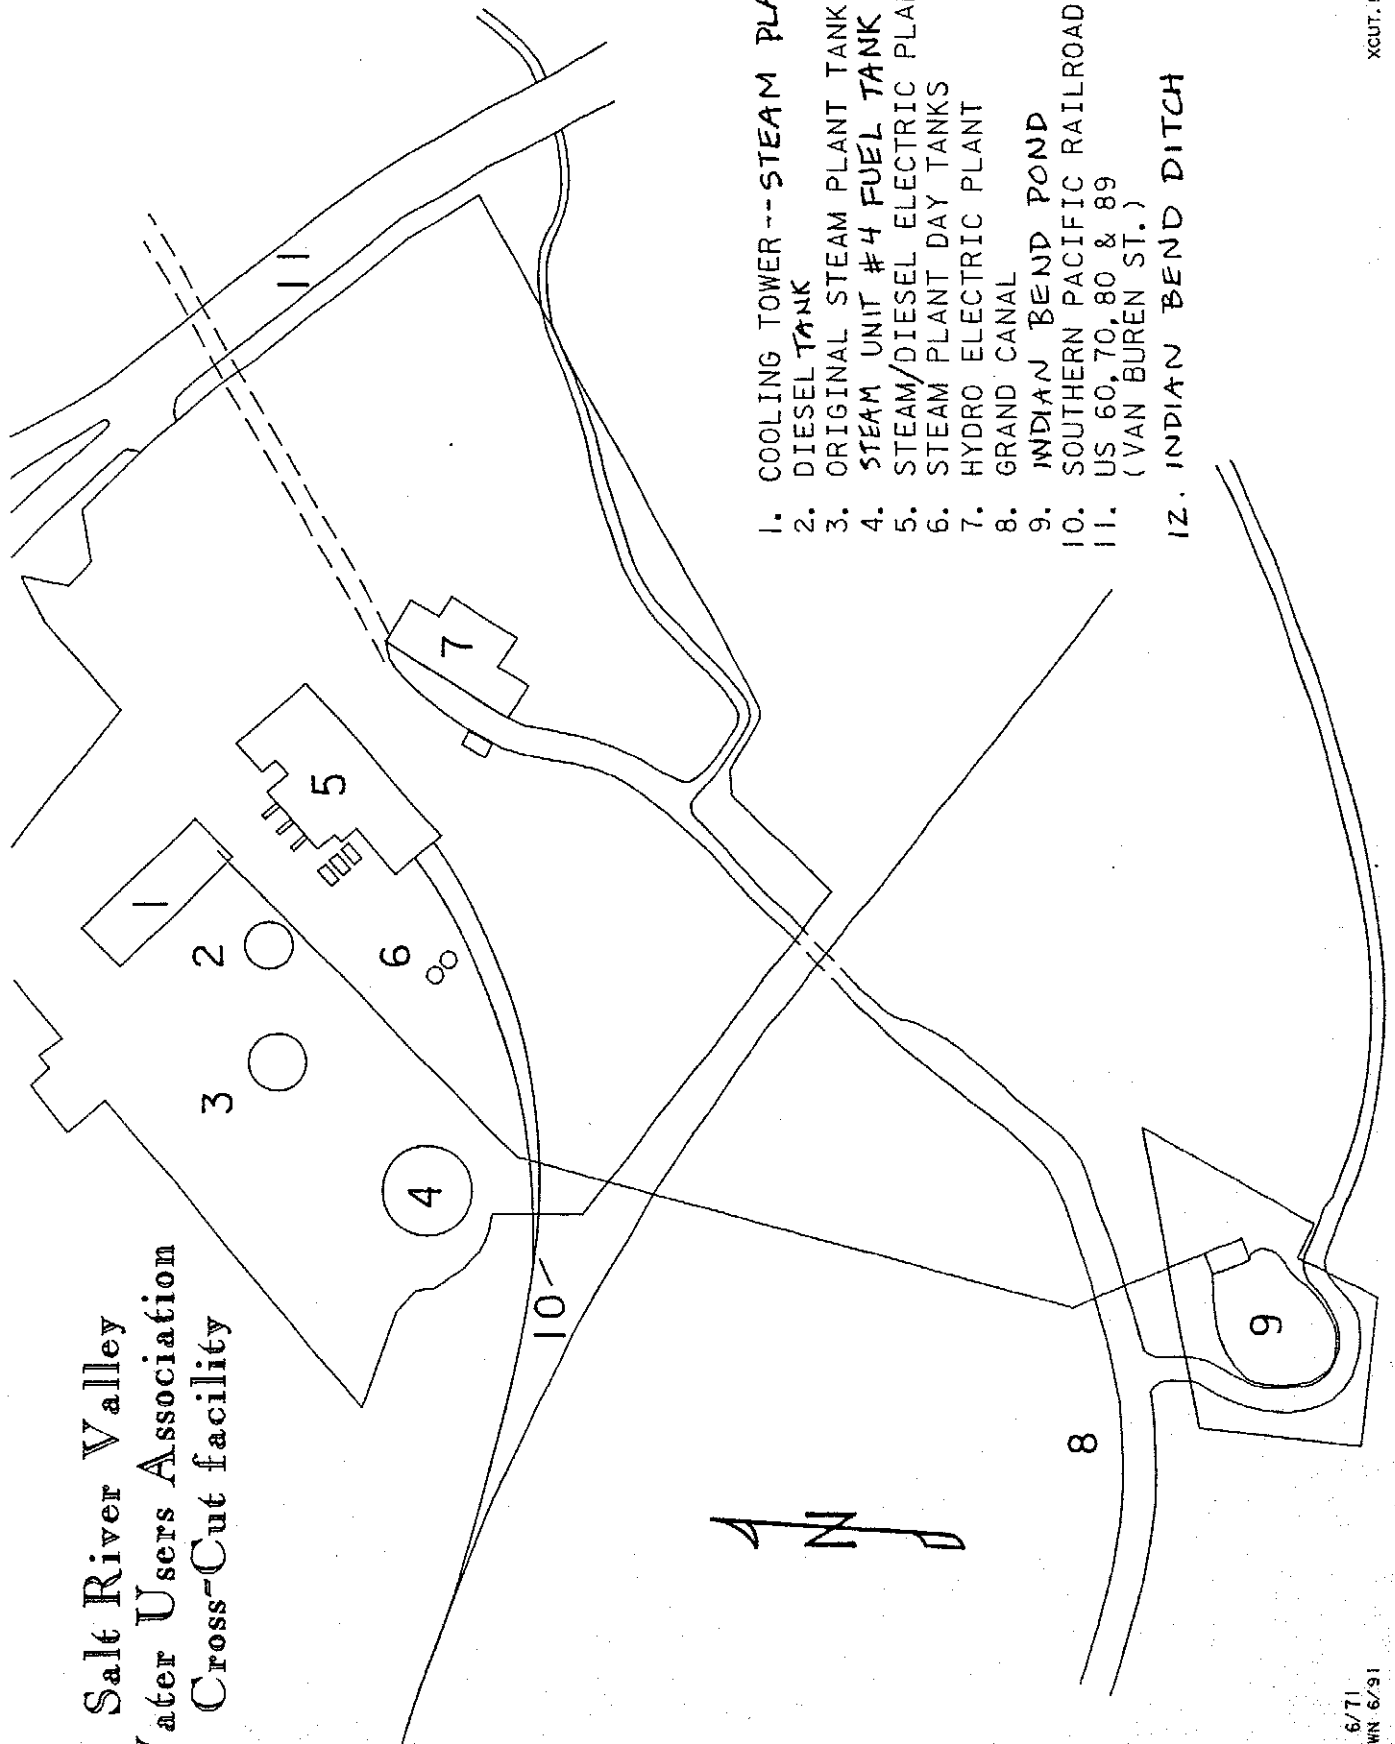 Salt River Valley
Users Association
Cross-Cut facility
1
2
3
4
5
6
7
8
9
10
11
N
1. COOLING TOWER--STEAM
2. DIESEL TANK
3. ORIGINAL STEAM PLANT TANK
4. STEAM UNIT #4 FUEL TANK
5. STEAM/DIESEL ELECTRIC
6. STEAM PLANT DAY TANKS
7. HYDRO ELECTRIC PLANT
8. GRAND CANAL
9. INDIAN BEND POND
10. SOUTHERN PACIFIC RAILROAD
11. US 60, 70, 80 & 89
(VAN BUREN ST.)
12. INDIAN BEND DITCH
6/71
6/91
XCUT.